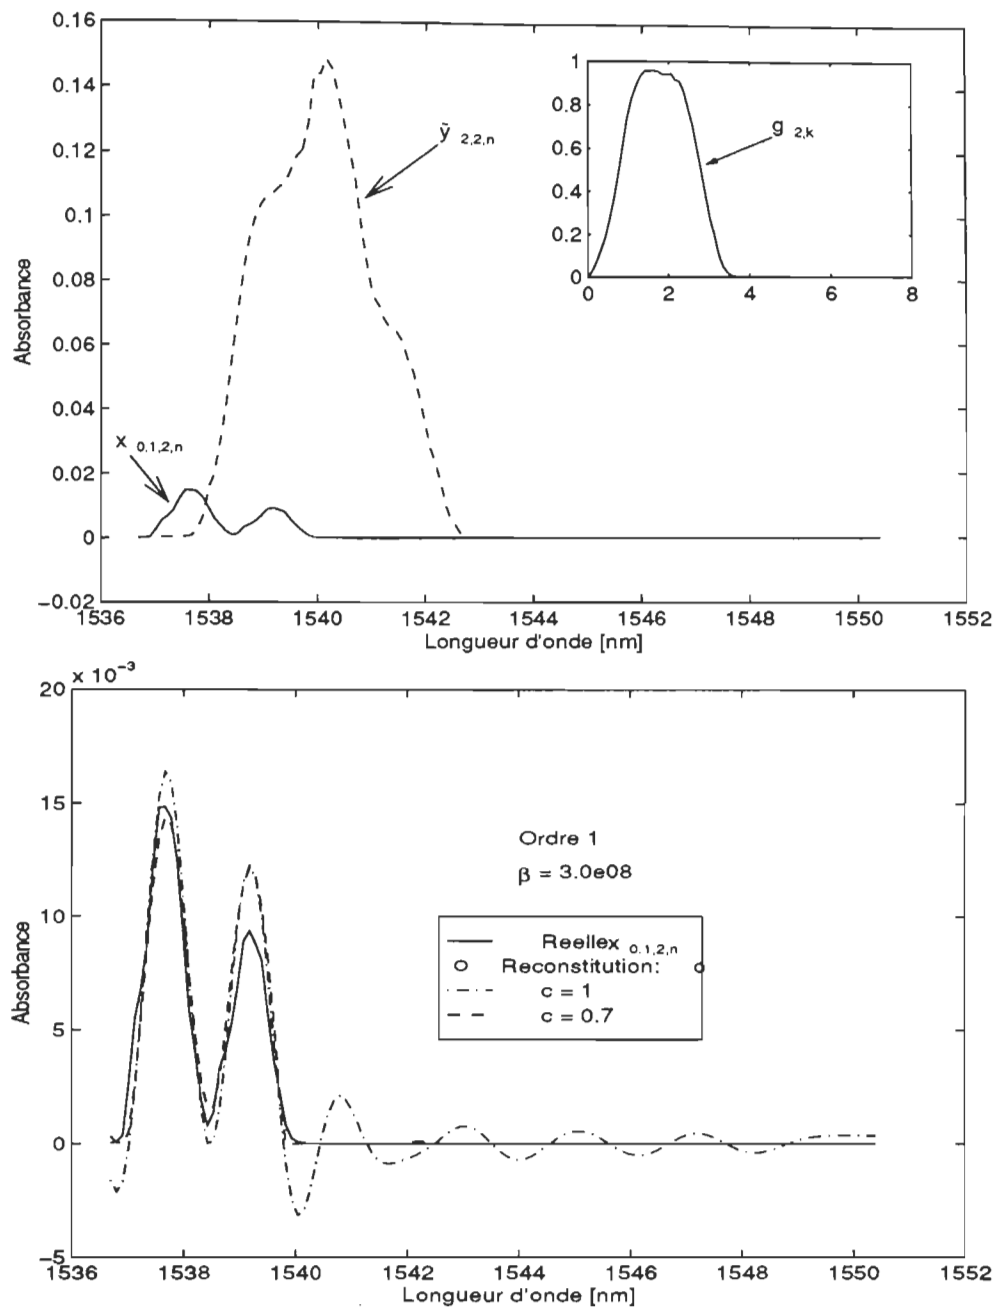 0.16
0.14
0.12
0.1
0.08
0.06
0.04
0.02
0
−0.02
Absorbance
ỹ 2,2,n
x 0,1,2,n
1
0.8
0.6
0.4
0.2
0
g 2,k
0 2 4 6 8
1536 1538 1540 1542 1544 1546 1548 1550 1552
Longueur d'onde [nm]
x 10⁻³
20
15
10
5
0
−5
Absorbance
Ordre 1
β = 3.0e08
Reellex 0,1,2,n
Reconstitution:
c = 1
c = 0.7
1536 1538 1540 1542 1544 1546 1548 1550 1552
Longueur d'onde [nm]